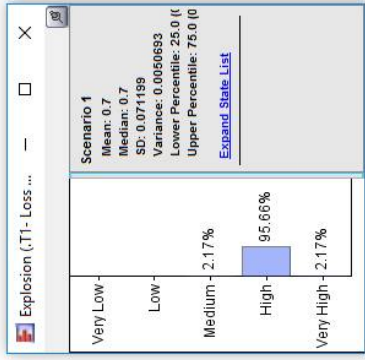 Explosion (,T1- Loss ...
Very Low
Low
Medium
2.17%
High
95.66%
Very High
2.17%
Scenario 1
Mean: 0.7
Median: 0.7
SD: 0.071199
Variance: 0.0050693
Lower Percentile: 25.0 (
Upper Percentile: 75.0 (
Expand State List